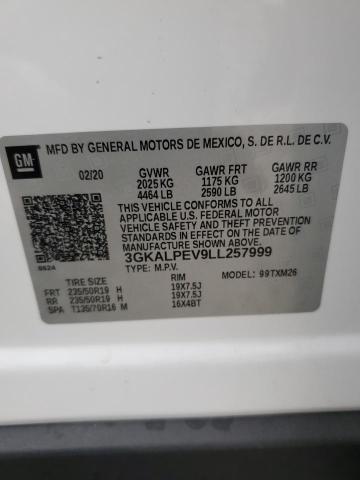 GM
MFD BY GENERAL MOTORS DE MEXICO, S. DE R.L. DE C.V.
02/20 GVWR GAWR FRT GAWR RR
2025 KG 1175 KG 1200 KG
4464 LB 2590 LB 2645 LB
THIS VEHICLE CONFORMS TO ALL APPLICABLE
U.S. FEDERAL MOTOR
VEHICLE SAFETY AND THEFT PREVENTION
STANDARDS IN EFFECT ON THE DATE OF
MANUFACTURE SHOWN ABOVE.
3GKALPEV9LL257999
TYPE: M.P.V. MODEL: 99TXM26
TIRE SIZE RIM
FRT 235/50R19 H 19X7.5J
RR 235/50R19 H 19X7.5J
SPA T135/70R16 M 16X4BT